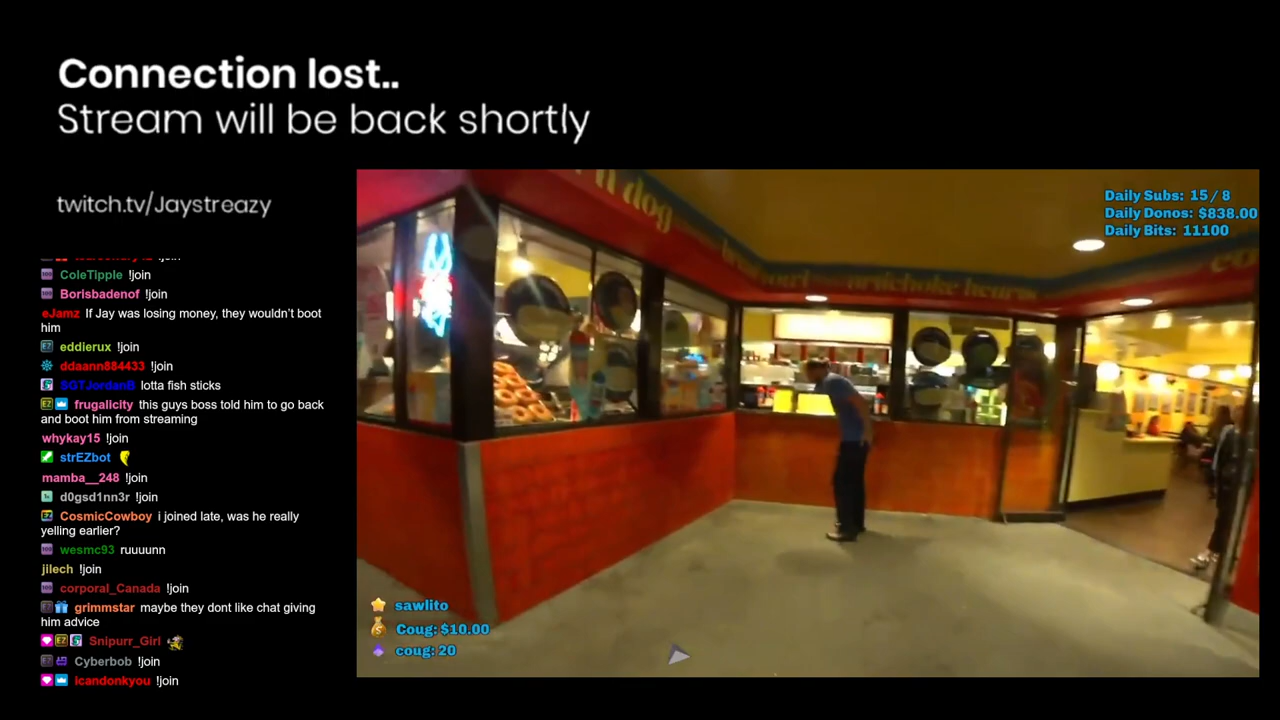 Connection lost..
Stream will be back shortly
twitch.tv/Jaystreazy
ColeTipple !join
Borisbadenof !join
eJamz If Jay was losing money, they wouldn't boot
him
eddierux !join
ddaann884433 !join
SGTJordanB lotta fish sticks
frugalicity this guys boss told him to go back
and boot him from streaming
whykay15 !join
strEZbot
mamba__248 !join
d0gsd1nn3r !join
CosmicCowboy i joined late, was he really
yelling earlier?
wesmc93 ruuuunn
jilech !join
corporal_Canada !join
grimmstar maybe they dont like chat giving
him advice
Snipurr_Girl
Cyberbob !join
Icandonkyou !join
Daily Subs: 15 / 8
Daily Donos: $838.00
Daily Bits: 11100
dog
artichoke hearts
sawlito
Coug: $10.00
coug: 20